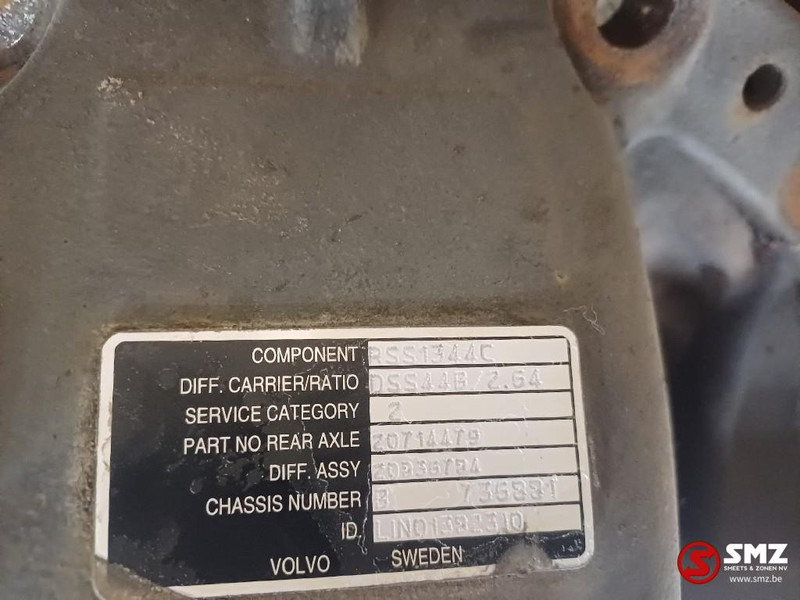 COMPONENT RSS1344C
DIFF. CARRIER/RATIO DSS44B/2.64
SERVICE CATEGORY 2
PART NO REAR AXLE 20714479
DIFF. ASSY
CHASSIS NUMBER B 736881
ID.
VOLVO SWEDEN
SMZ
SMEETS & ZONEN NV
www.smz.be